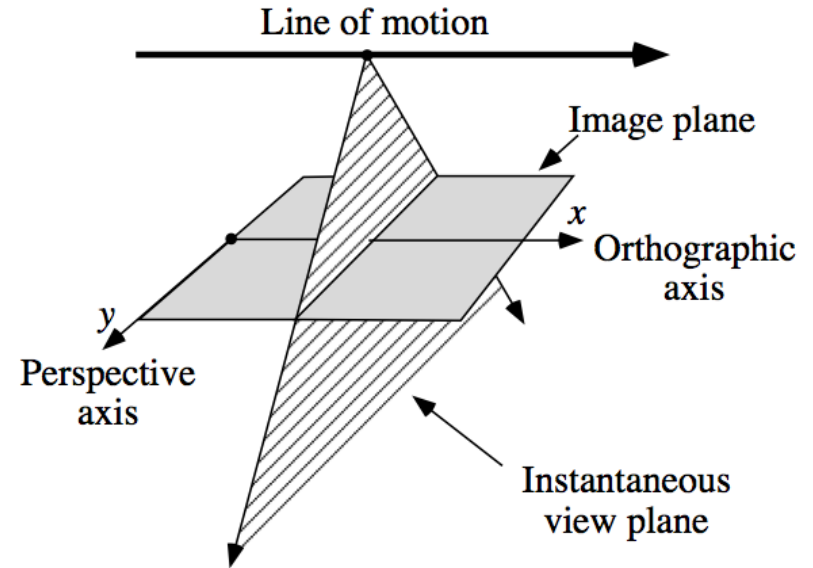 Line of motion
Image plane
x
Orthographic
axis
y
Perspective
axis
Instantaneous
view plane